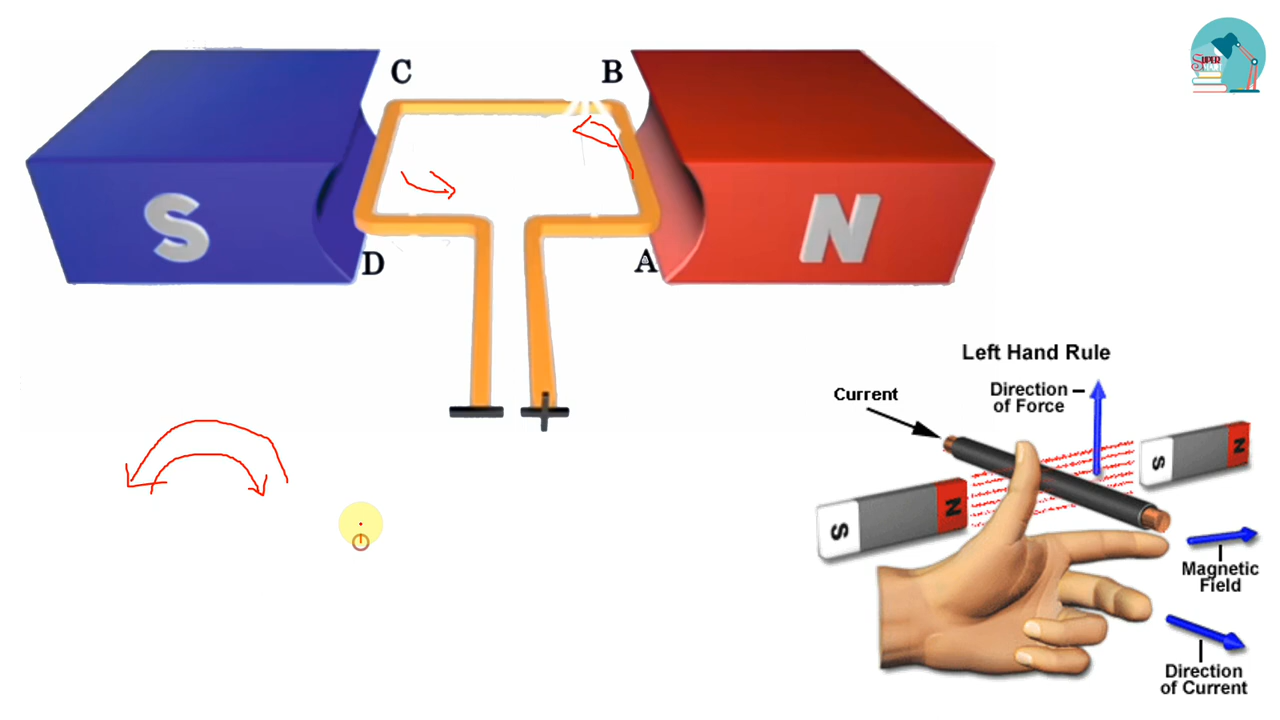 C
B
S
N
D
A
Left Hand Rule
Direction
of Force
Current
S
N
N
S
Magnetic
Field
Direction
of Current